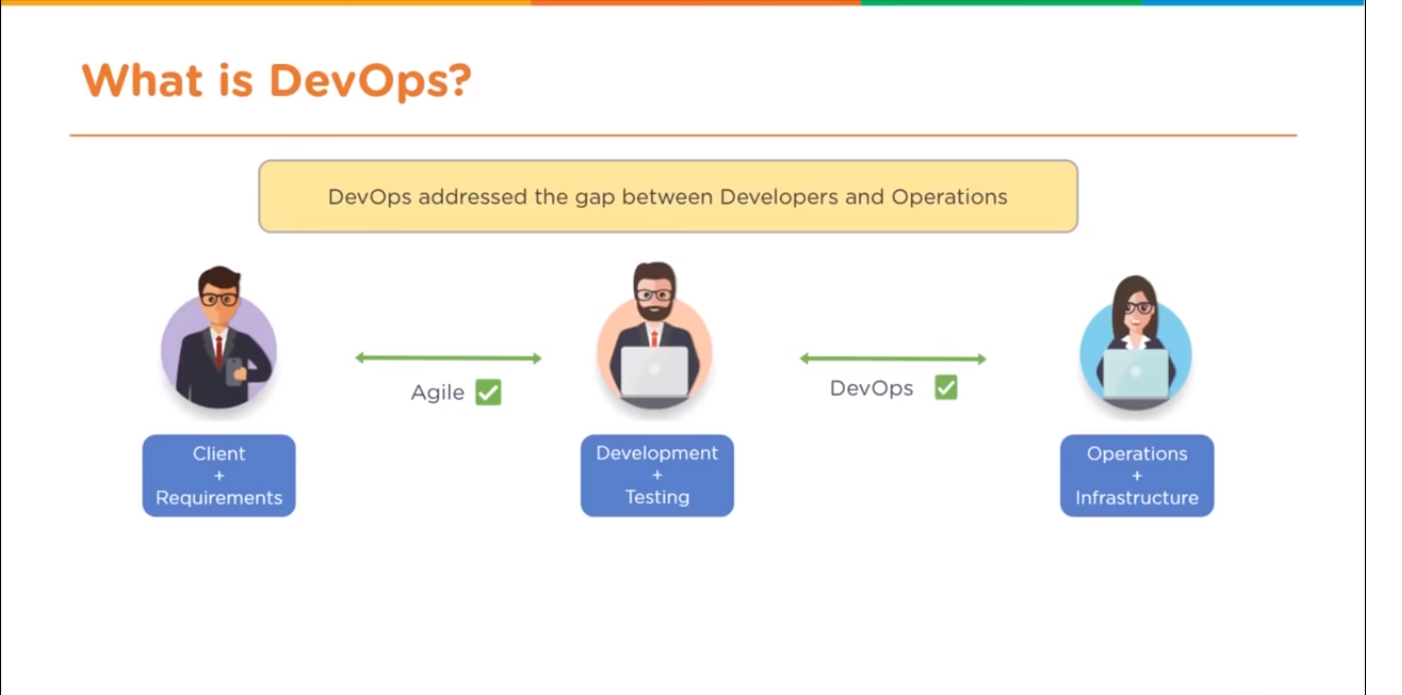 What is DevOps?
DevOps addressed the gap between Developers and Operations
Agile
DevOps
Client
+
Requirements
Development
+
Testing
Operations
+
Infrastructure